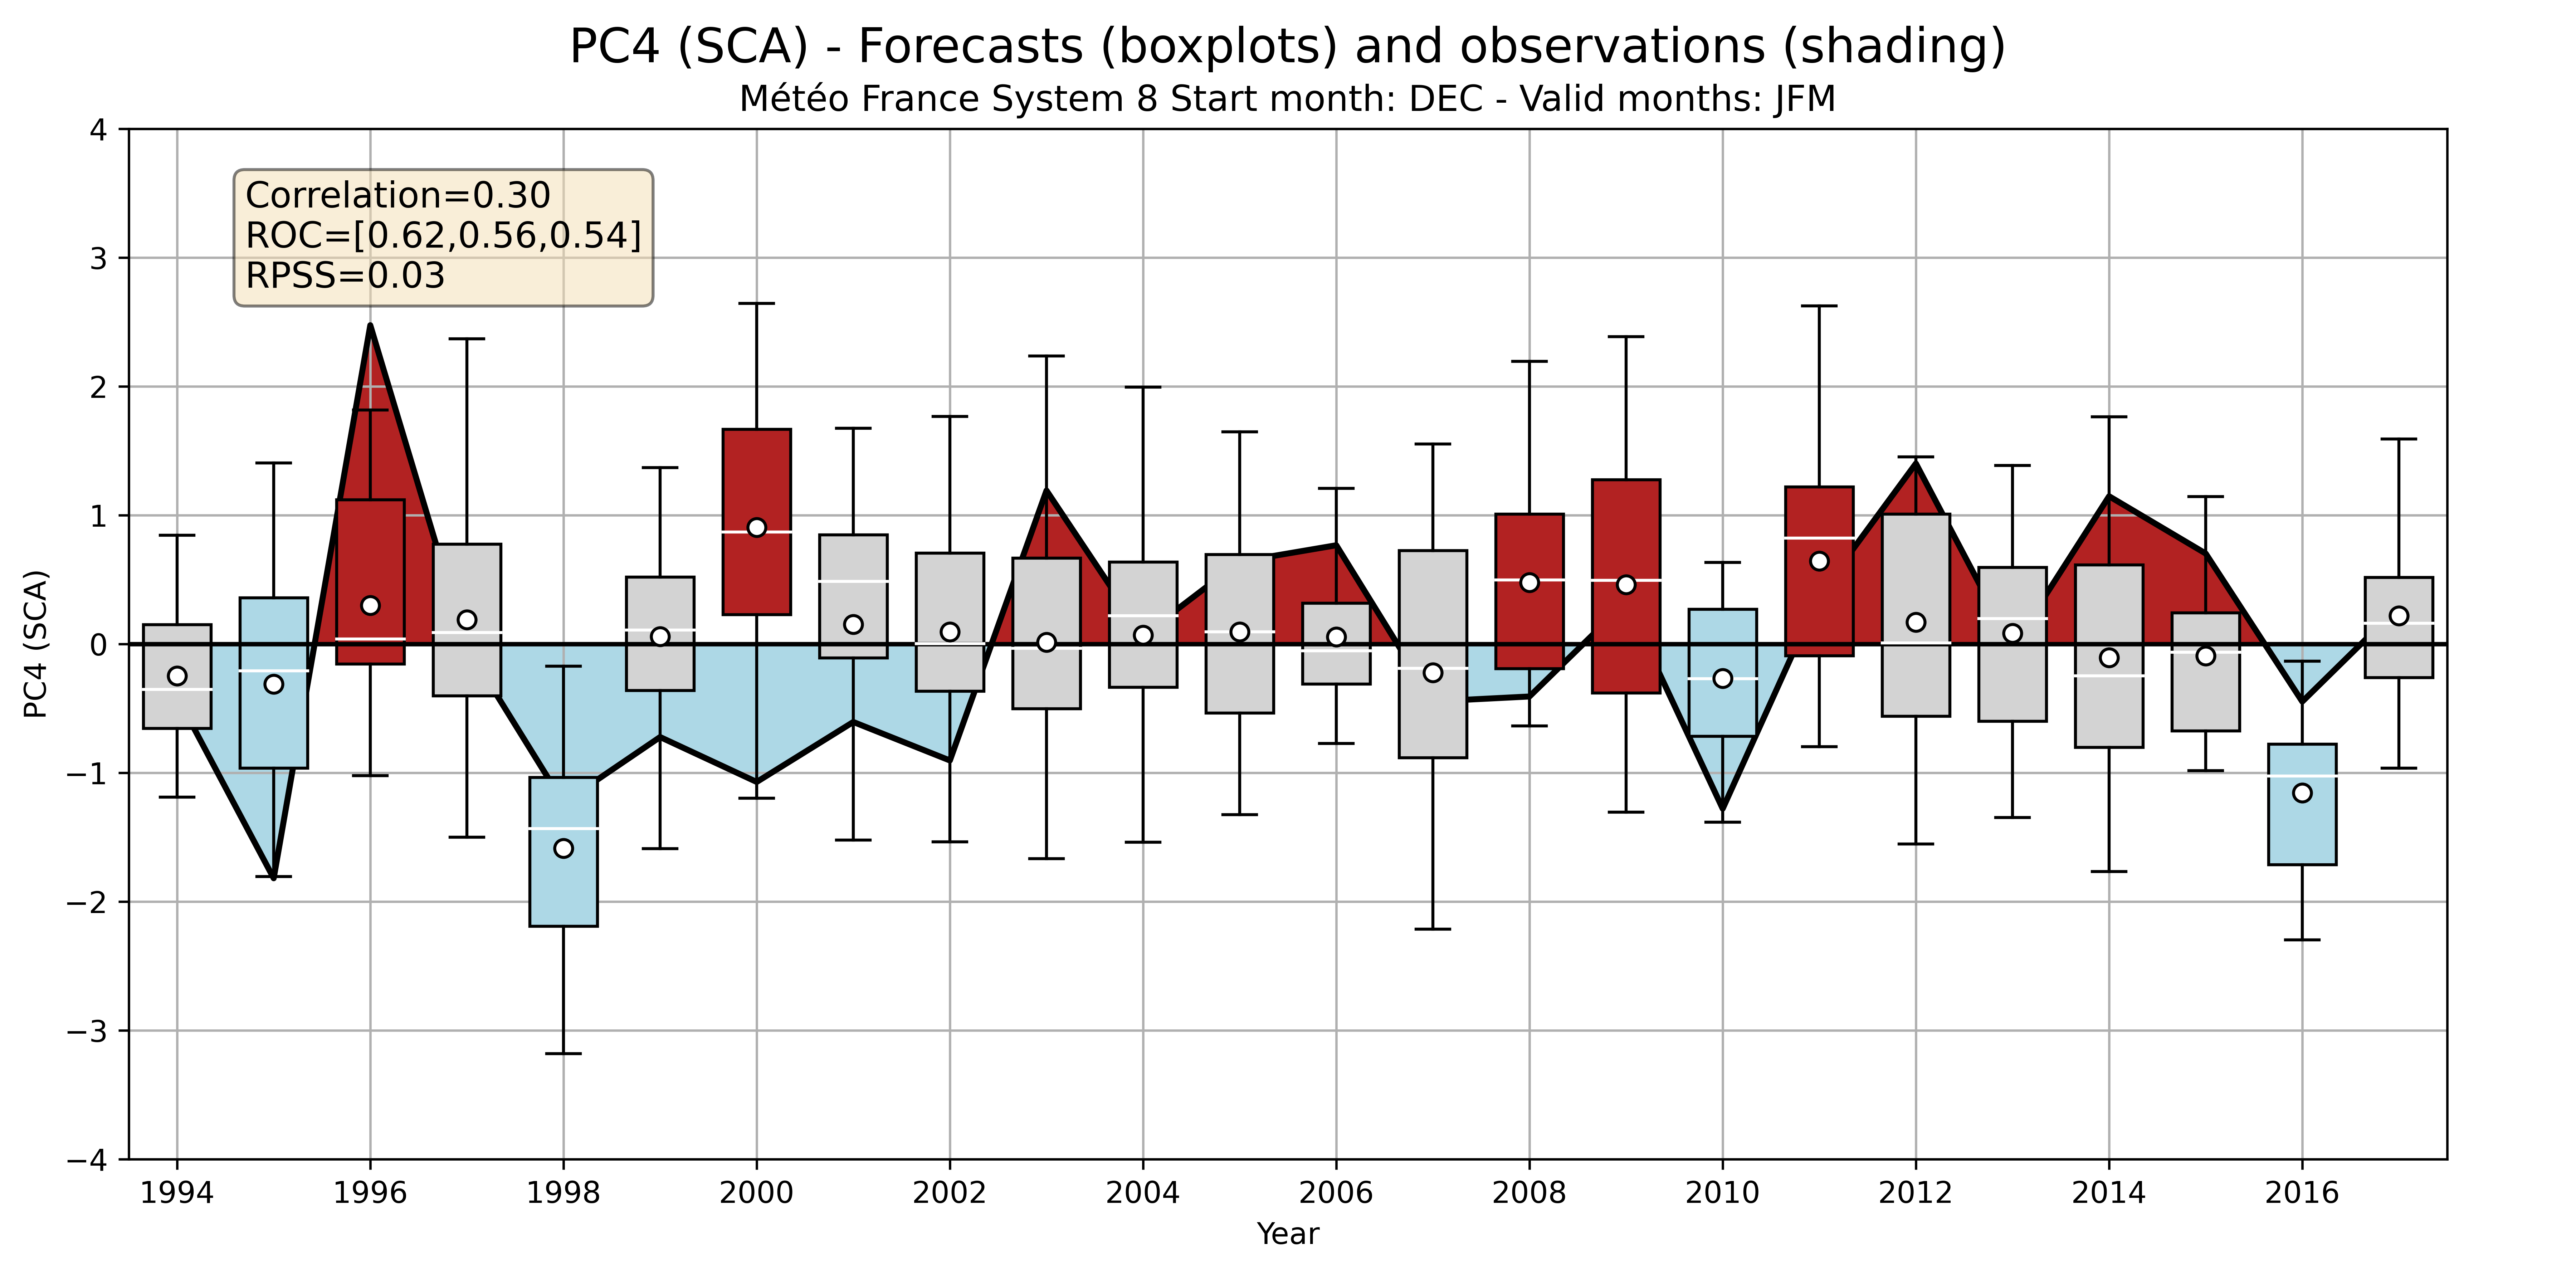 PC4 (SCA) - Forecasts (boxplots) and observations (shading)
Météo France System 8 Start month: DEC - Valid months: JFM
Correlation=0.30
ROC=[0.62,0.56,0.54]
RPSS=0.03
PC4 (SCA)
4
3
2
1
0
−1
−2
−3
−4
1994 1996 1998 2000 2002 2004 2006 2008 2010 2012 2014 2016
Year